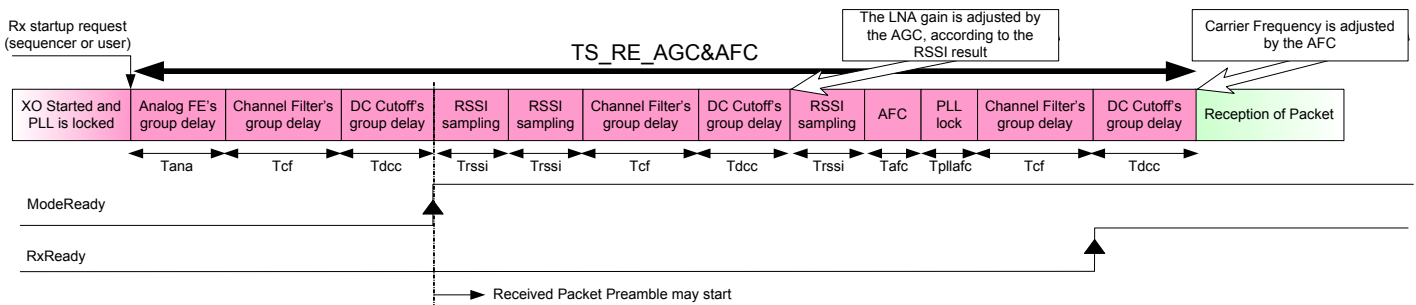 Rx startup request
(sequencer or user)
The LNA gain is adjusted by
the AGC, according to the
RSSI result
Carrier Frequency is adjusted
by the AFC
TS_RE_AGC&AFC
XO Started and
PLL is locked
Analog FE's
group delay
Channel Filter's
group delay
DC Cutoff's
group delay
RSSI
sampling
RSSI
sampling
Channel Filter's
group delay
DC Cutoff's
group delay
RSSI
sampling
AFC
PLL
lock
Channel Filter's
group delay
DC Cutoff's
group delay
Reception of Packet
Tana
Tcf
Tdcc
Trssi
Trssi
Tcf
Tdcc
Trssi
Tafc
Tpllafc
Tcf
Tdcc
ModeReady
RxReady
Received Packet Preamble may start